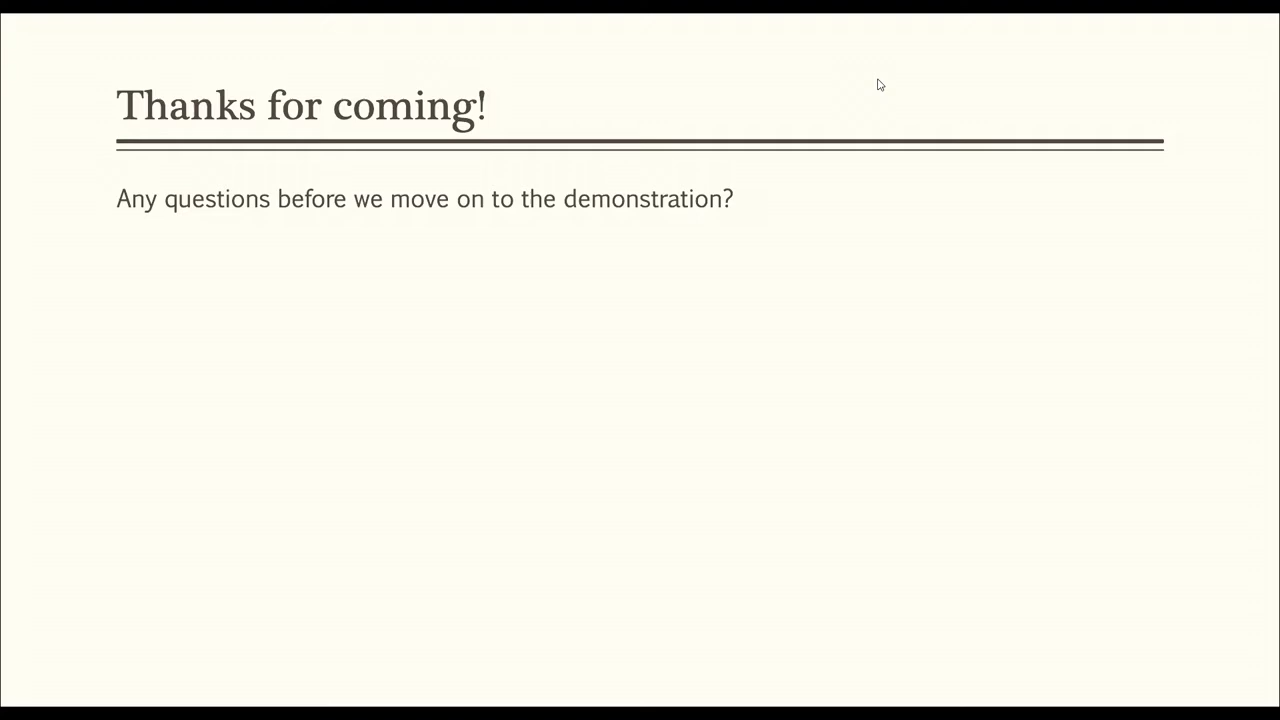 Thanks for coming!
Any questions before we move on to the demonstration?